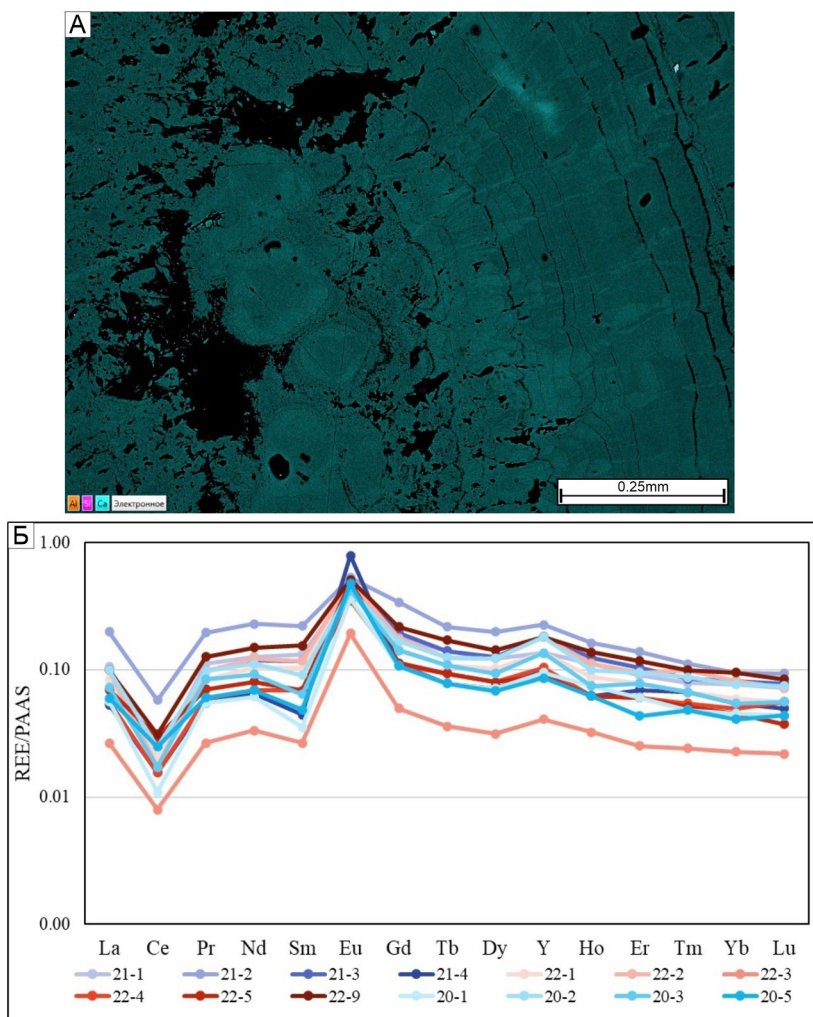 А
Al Si Ca Электронное
0.25mm
Б
1.00
0.10
0.01
0.00
REE/PAAS
La Ce Pr Nd Sm Eu Gd Tb Dy Y Ho Er Tm Yb Lu
21-1 21-2 21-3 21-4 22-1 22-2 22-3
22-4 22-5 22-9 20-1 20-2 20-3 20-5